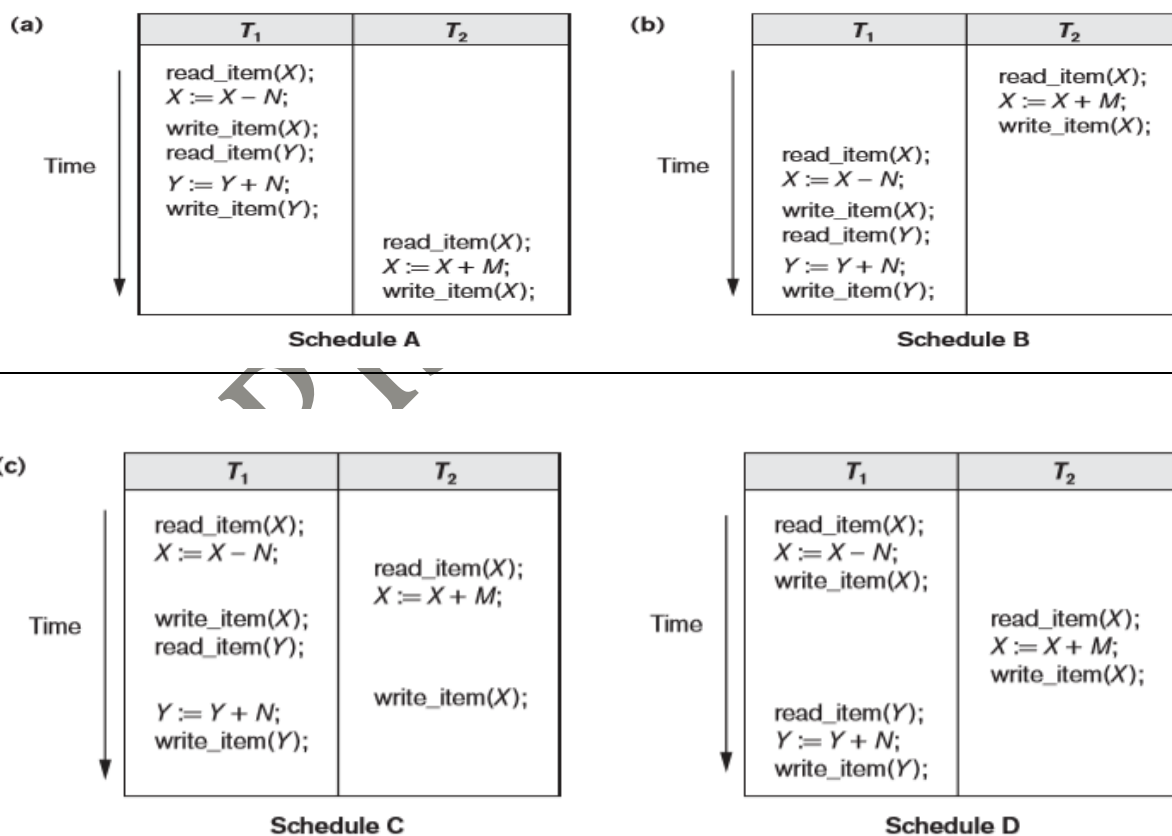 (a)
T₁ T₂
Time
read_item(X);
X := X – N;
write_item(X);
read_item(Y);
Y := Y + N;
write_item(Y);
read_item(X);
X := X + M;
write_item(X);
Schedule A
(b)
T₁ T₂
Time
read_item(X);
X := X + M;
write_item(X);
read_item(X);
X := X – N;
write_item(X);
read_item(Y);
Y := Y + N;
write_item(Y);
Schedule B
(c)
T₁ T₂
Time
read_item(X);
X := X – N;
read_item(X);
X := X + M;
write_item(X);
read_item(Y);
write_item(X);
Y := Y + N;
write_item(Y);
Schedule C
T₁ T₂
Time
read_item(X);
X := X – N;
write_item(X);
read_item(X);
X := X + M;
write_item(X);
read_item(Y);
Y := Y + N;
write_item(Y);
Schedule D